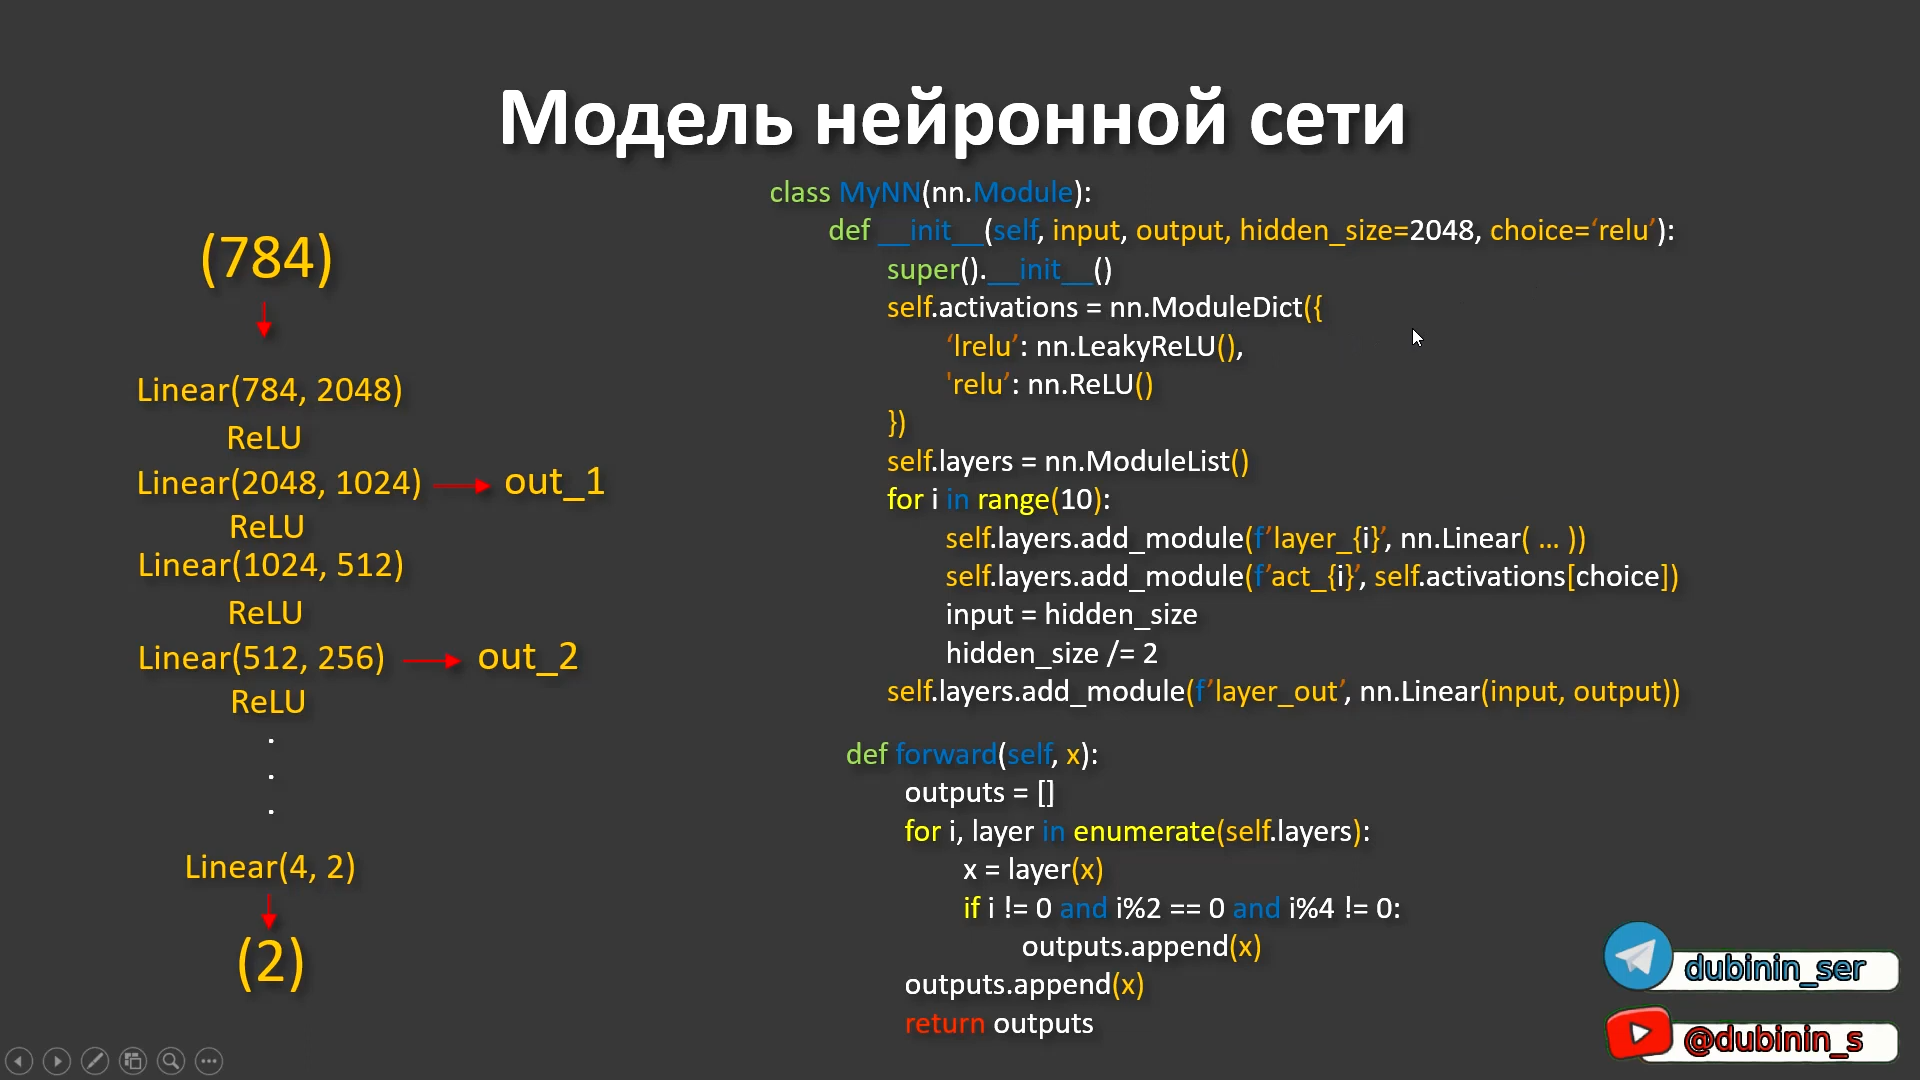 Модель нейронной сети
(784)
Linear(784, 2048)
ReLU
Linear(2048, 1024)
out_1
ReLU
Linear(1024, 512)
ReLU
Linear(512, 256)
out_2
ReLU
.
.
.
Linear(4, 2)
(2)
class MyNN(nn.Module):
def __init__(self, input, output, hidden_size=2048, choice=‘relu’):
super().__init__()
self.activations = nn.ModuleDict({
‘lrelu’: nn.LeakyReLU(),
'relu’: nn.ReLU()
})
self.layers = nn.ModuleList()
for i in range(10):
self.layers.add_module(f’layer_{i}’, nn.Linear( … ))
self.layers.add_module(f’act_{i}’, self.activations[choice])
input = hidden_size
hidden_size /= 2
self.layers.add_module(f’layer_out’, nn.Linear(input, output))
def forward(self, x):
outputs = []
for i, layer in enumerate(self.layers):
x = layer(x)
if i != 0 and i%2 == 0 and i%4 != 0:
outputs.append(x)
outputs.append(x)
return outputs
dubinin_ser
@dubinin_s